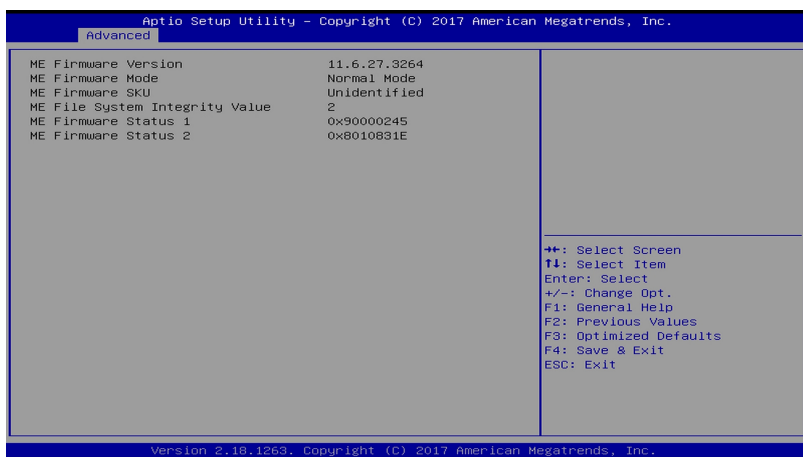 Aptio Setup Utility – Copyright (C) 2017 American Megatrends, Inc.
Advanced
ME Firmware Version 11.6.27.3264
ME Firmware Mode Normal Mode
ME Firmware SKU Unidentified
ME File System Integrity Value 2
ME Firmware Status 1 0x90000245
ME Firmware Status 2 0x8010831E
→←: Select Screen
↑↓: Select Item
Enter: Select
+/-: Change Opt.
F1: General Help
F2: Previous Values
F3: Optimized Defaults
F4: Save & Exit
ESC: Exit
Version 2.18.1263. Copyright (C) 2017 American Megatrends, Inc.